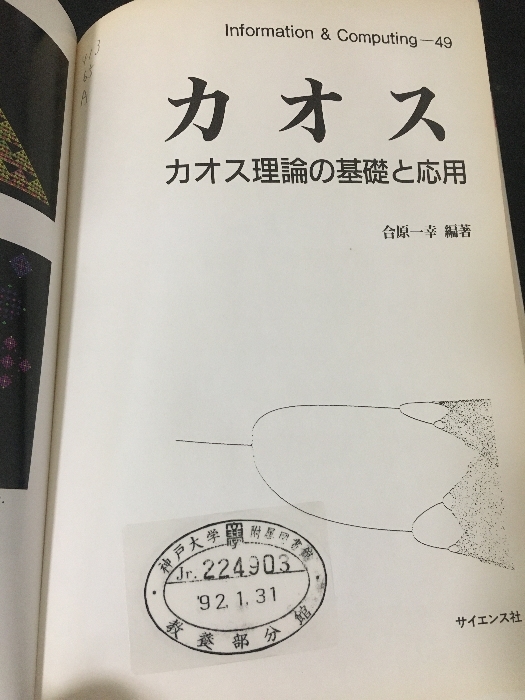 Information & Computing—49
カオス
カオス理論の基礎と応用
合原一幸 編著
神戸大学附属図書館
Jr. 224903
'92.1.31
教養部分館
サイエンス社